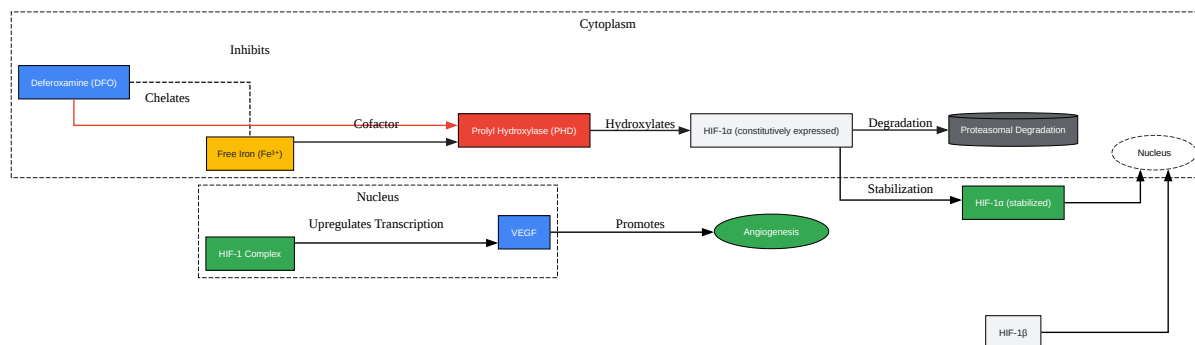 Cytoplasm
Inhibits
Deferoxamine (DFO)
Chelates
Cofactor
Prolyl Hydroxylase (PHD)
Hydroxylates
HIF-1α (constitutively expressed)
Degradation
Proteasomal Degradation
Free Iron (Fe³⁺)
Nucleus
Nucleus
Stabilization
HIF-1α (stabilized)
Upregulates Transcription
VEGF
Promotes
Angiogenesis
HIF-1 Complex
HIF-1β